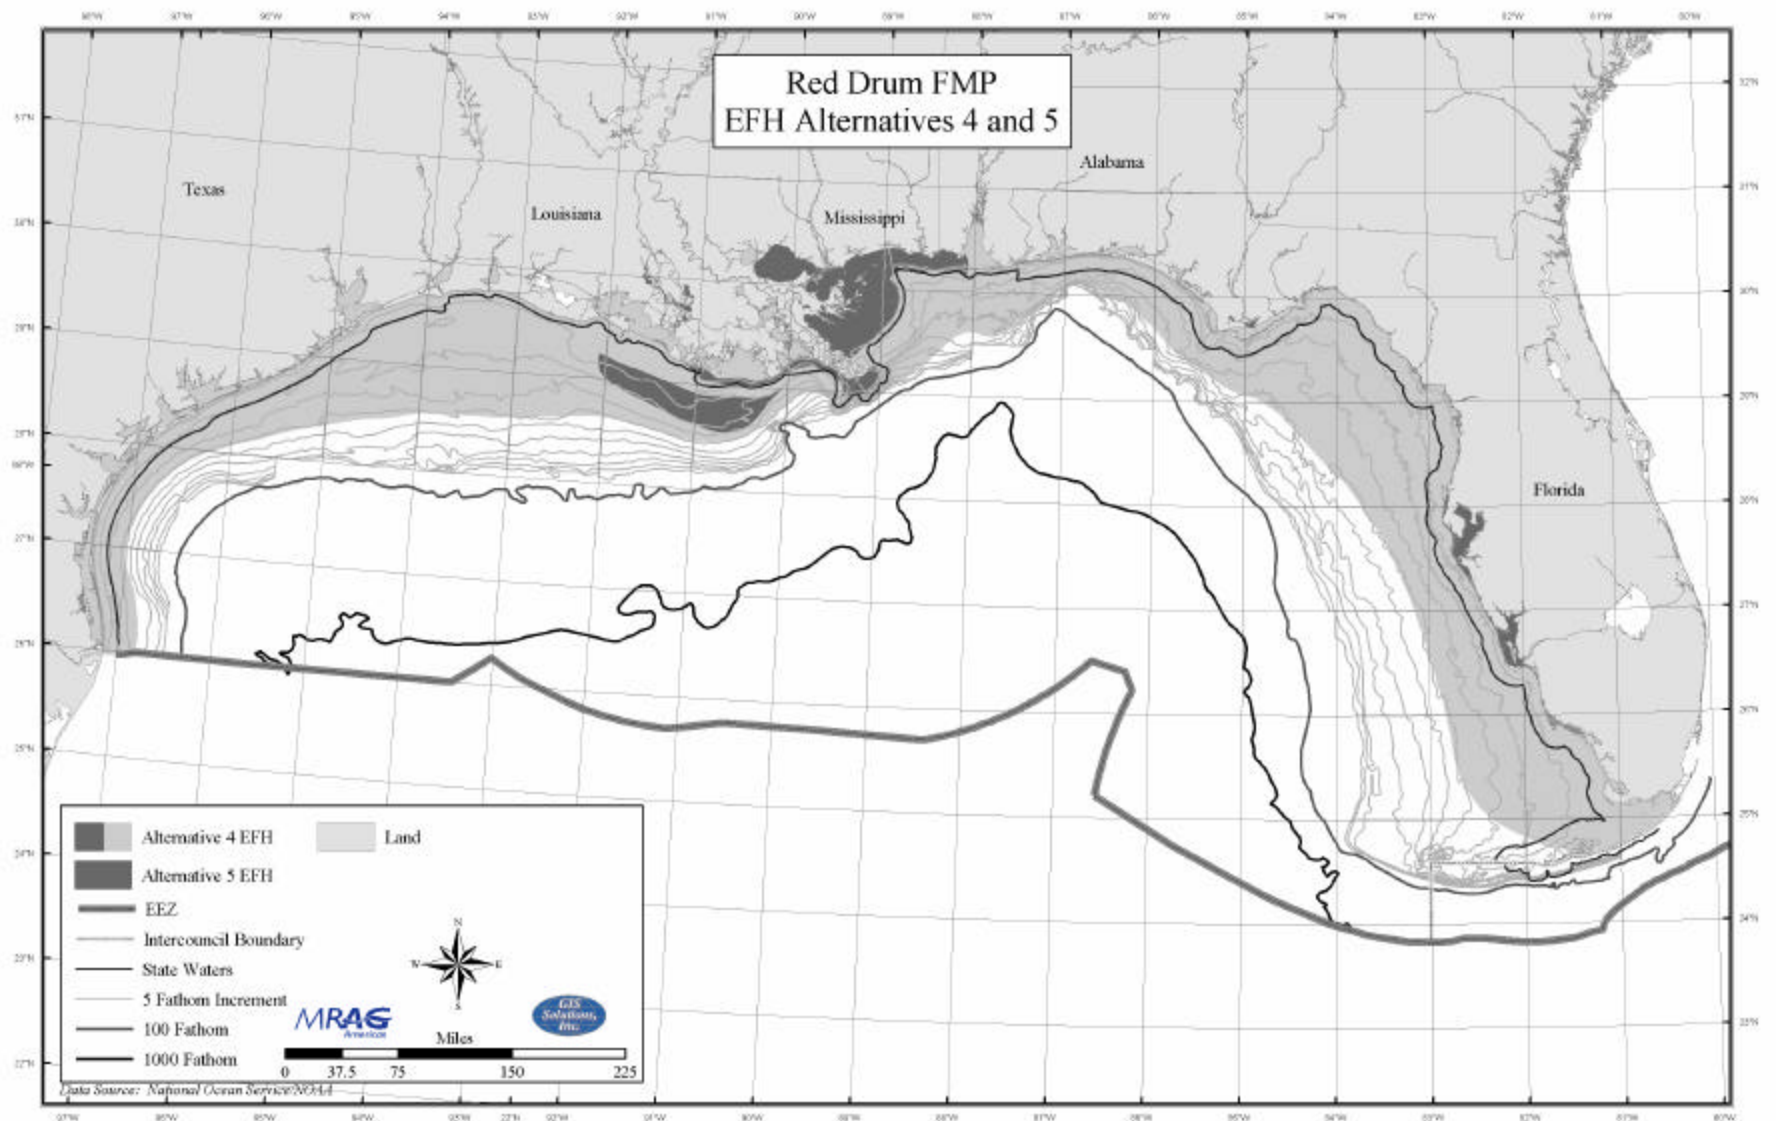 Red Drum FMP
EFH Alternatives 4 and 5
Texas
Louisiana
Mississippi
Alabama
Florida
Alternative 4 EFH
Land
Alternative 5 EFH
EEZ
Intercouncil Boundary
State Waters
5 Fathom Increment
100 Fathom
1000 Fathom
N
W E
S
MRAG
Americas
GIS
Solutions,
Inc.
Miles
0 37.5 75 150 225
Data Source: National Ocean Service/NOAA